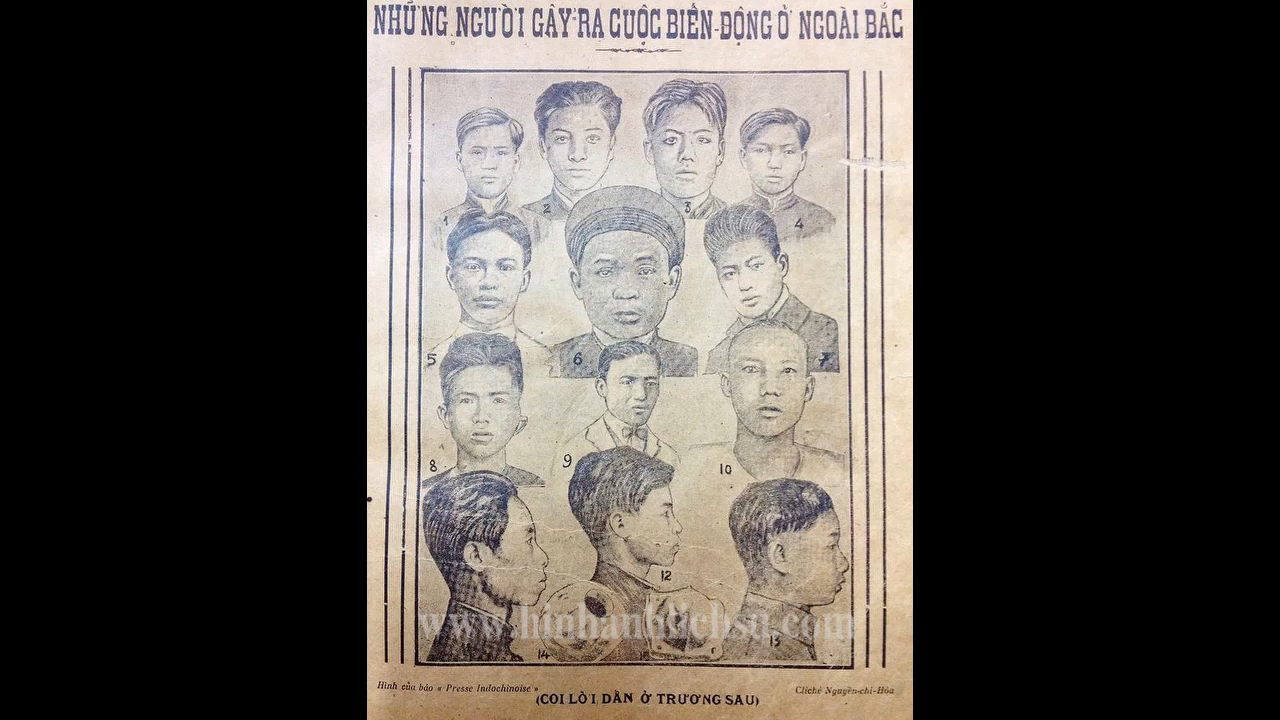 NHỮNG NGƯỜI GÂY RA CUỘC BIẾN-ĐỘNG Ở NGOÀI BẮC
1
2
3
4
5
6
7
8
9
10
12
www.hinhanhlichsu.com
14
13
Hình của báo « Presse Indochinoise »
Cliché Nguyễn-chí-Hòa
(COI LỜI DẪN Ở TRƯƠNG SAU)